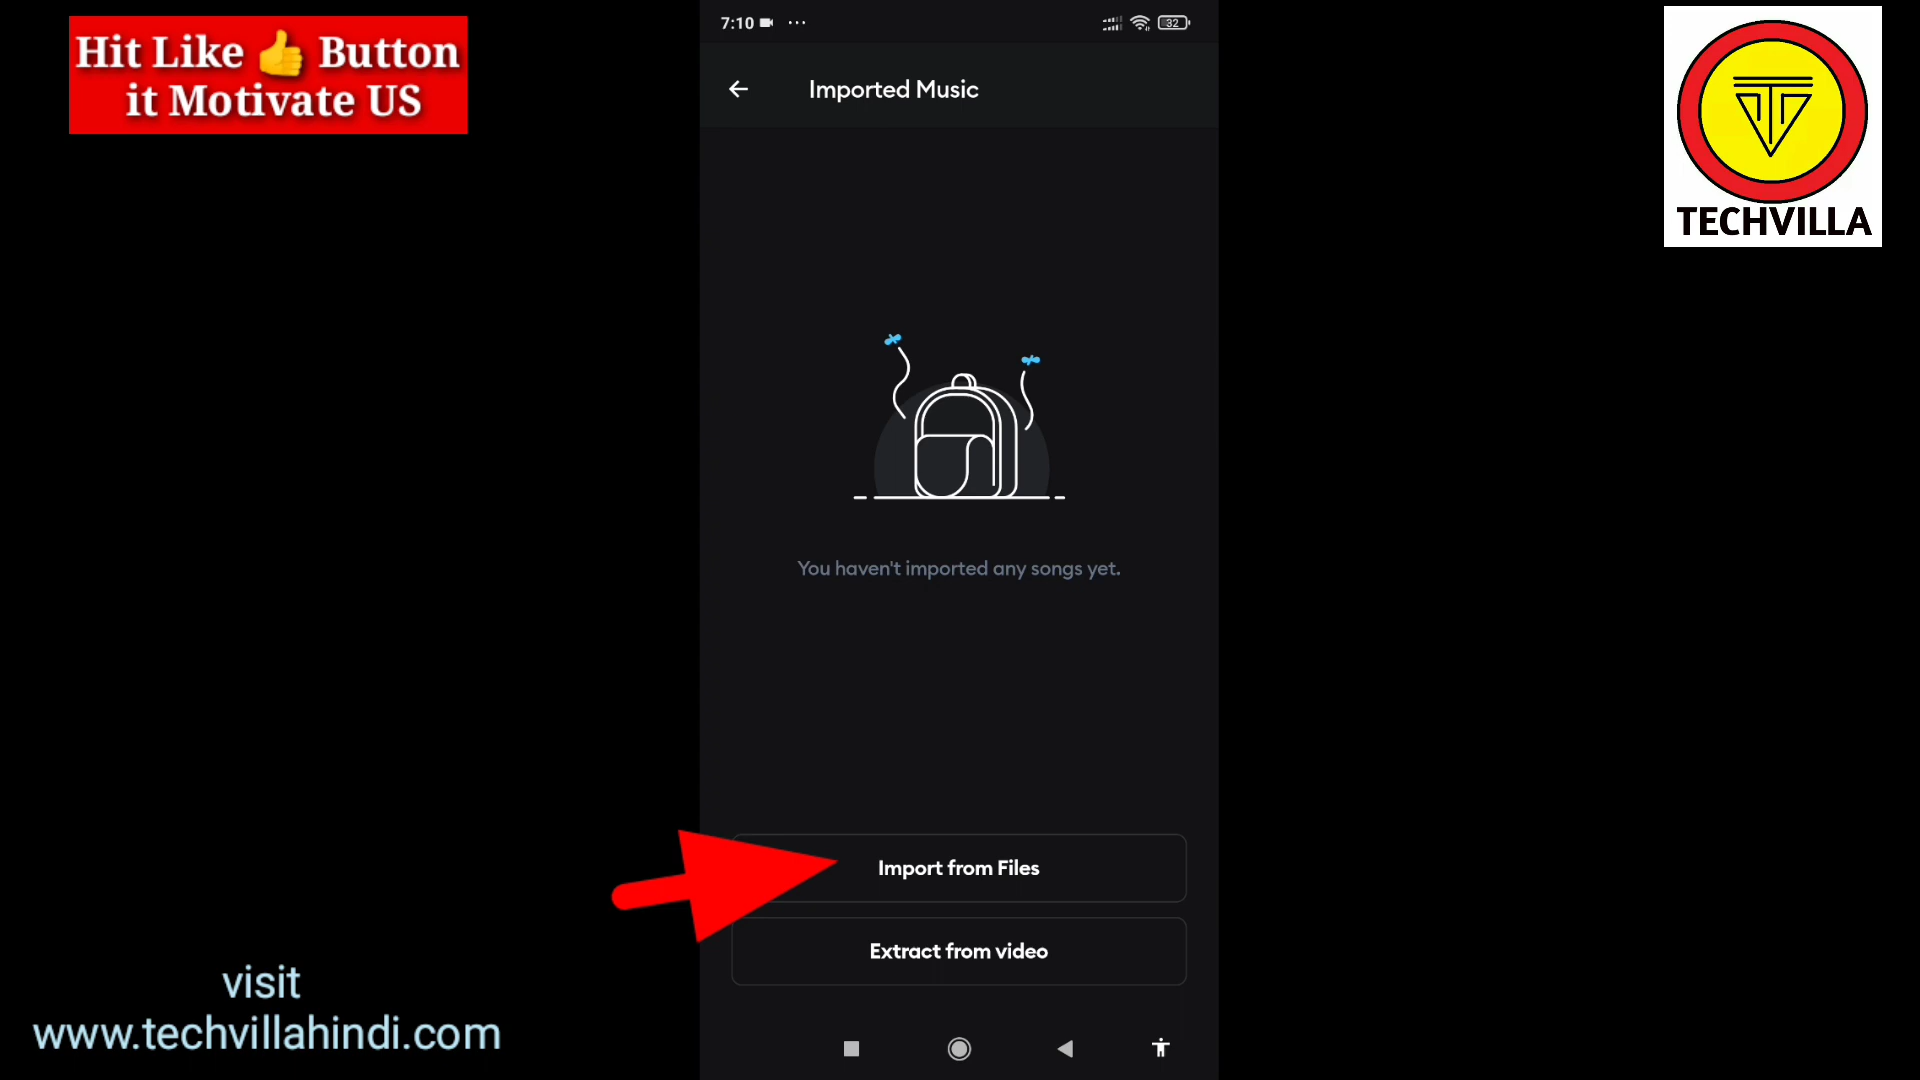 Hit Like 👍 Button
it Motivate US
7:10
32
Imported Music
TECHVILLA
You haven't imported any songs yet.
Import from Files
Extract from video
visit
www.techvillahindi.com